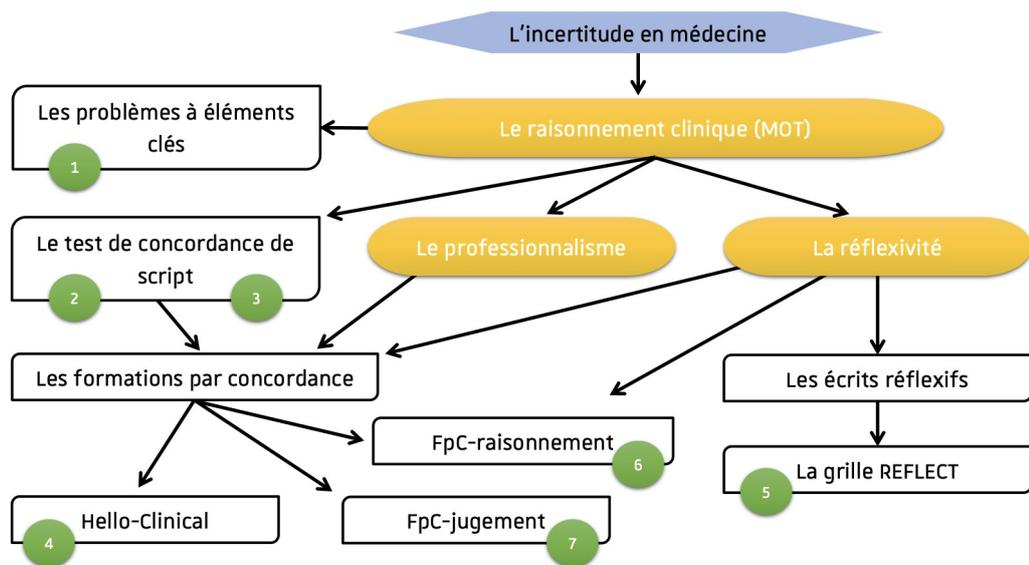 L'incertitude en médecine
Les problèmes à éléments
clés
1
Le raisonnement clinique (MOT)
Le test de concordance de
script
2
3
Le professionnalisme
La réflexivité
Les formations par concordance
Les écrits réflexifs
FpC-raisonnement
6
La grille REFLECT
5
Hello-Clinical
4
FpC-jugement
7